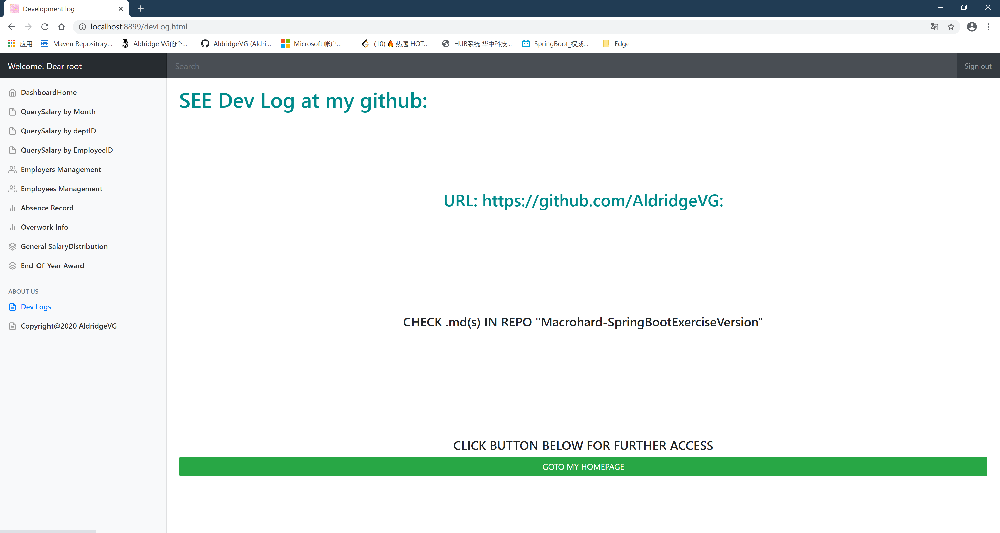 Development log
localhost:8899/devLog.html
应用 Maven Repository... Aldridge VG的个... AldridgeVG (Aldri... Microsoft 帐户... (10) 🔥 热题 HOT... HUB系统 华中科技... SpringBoot_权威... Edge
Welcome! Dear root Search Sign out
DashboardHome
QuerySalary by Month
QuerySalary by deptID
QuerySalary by EmployeeID
Employers Management
Employees Management
Absence Record
Overwork Info
General SalaryDistribution
End_Of_Year Award
ABOUT US
Dev Logs
Copyright@2020 AldridgeVG
SEE Dev Log at my github:
URL: https://github.com/AldridgeVG:
CHECK .md(s) IN REPO "Macrohard-SpringBootExerciseVersion"
CLICK BUTTON BELOW FOR FURTHER ACCESS
GOTO MY HOMEPAGE